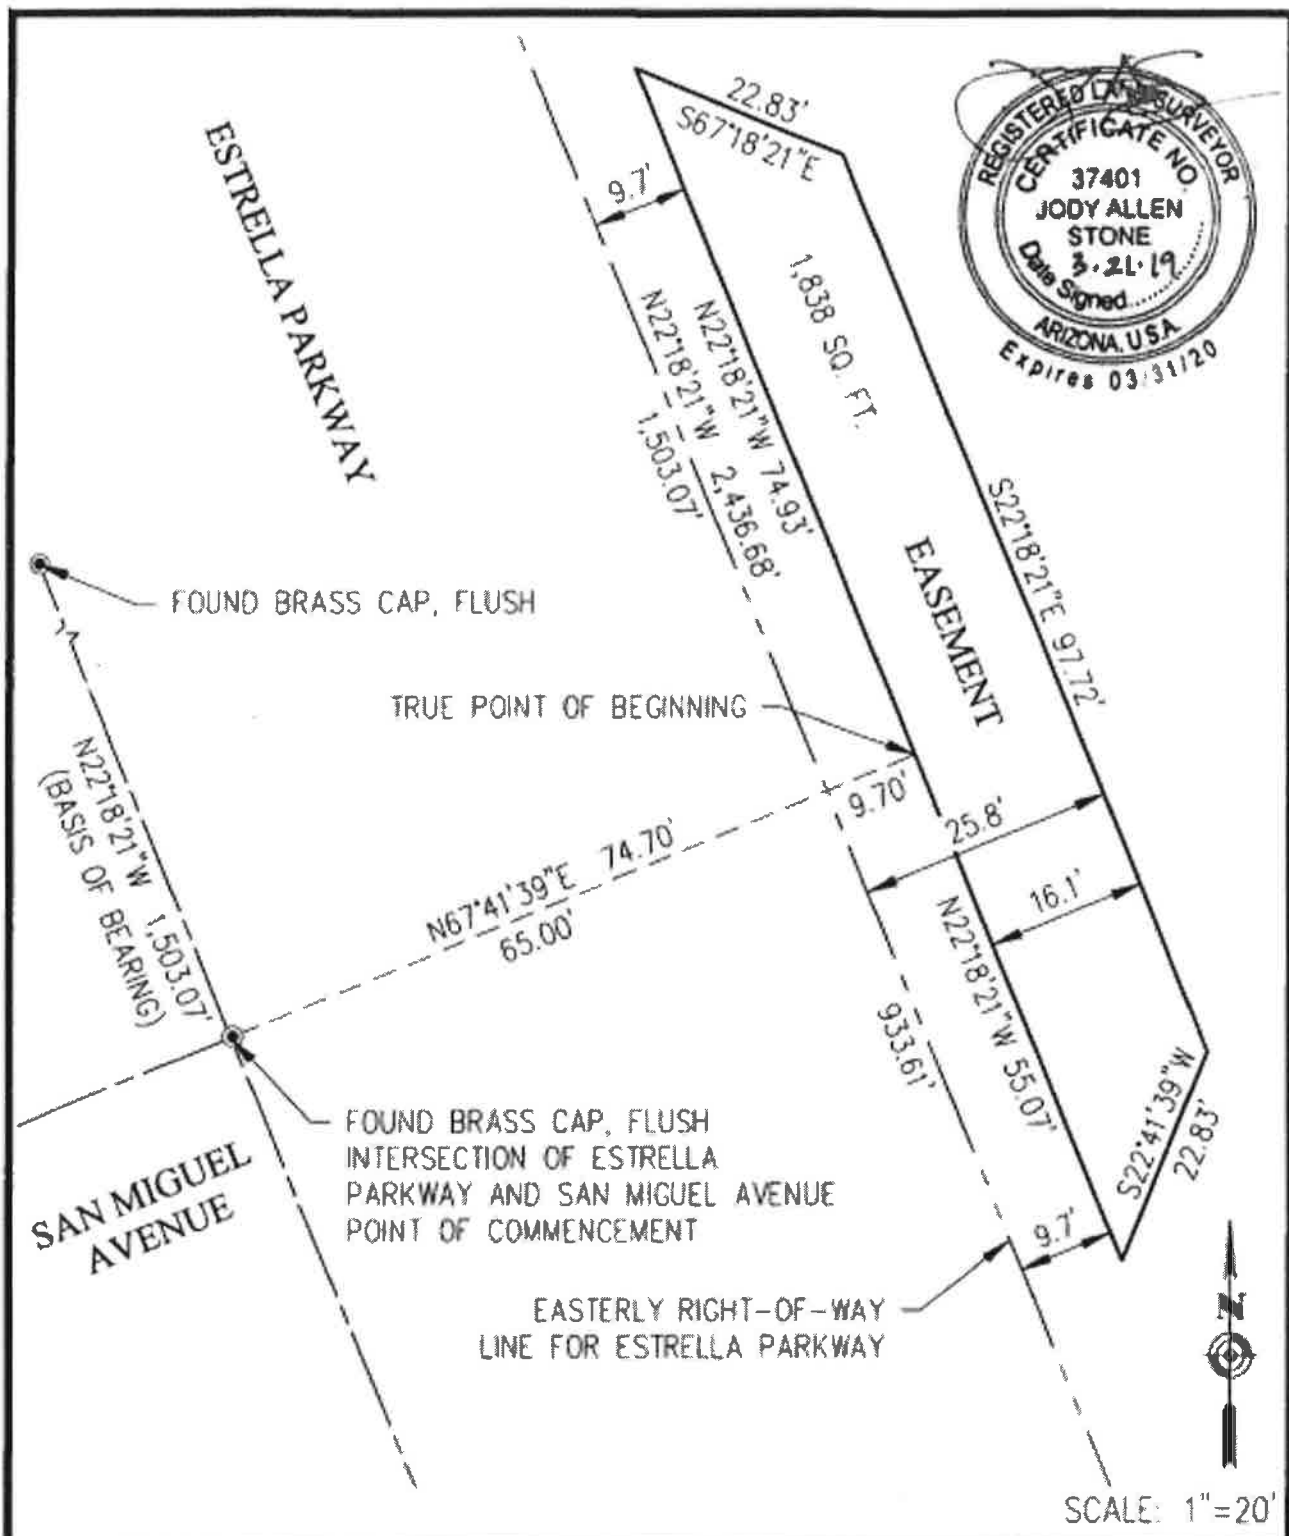 ESTRELLA PARKWAY
22.83'
S67°18'21"E
9.7'
REGISTERED LAND SURVEYOR
CERTIFICATE NO.
37401
JODY ALLEN
STONE
3.21.19
Date Signed
ARIZONA, U.S.A.
Expires 03/31/20
1,838 SQ. FT.
N22°18'21"W 74.93'
N22°18'21"W 2,436.68'
1,503.07'
S22°18'21"E 97.72'
EASEMENT
FOUND BRASS CAP, FLUSH
TRUE POINT OF BEGINNING
N22°18'21"W 1,503.07'
(BASIS OF BEARING)
N67°41'39"E 74.70'
65.00'
9.70'
25.8'
16.1'
N22°18'21"W 55.07'
933.61'
S22°41'39"W
22.83'
9.7'
FOUND BRASS CAP, FLUSH
INTERSECTION OF ESTRELLA
PARKWAY AND SAN MIGUEL AVENUE
POINT OF COMMENCEMENT
SAN MIGUEL
AVENUE
EASTERLY RIGHT-OF-WAY
LINE FOR ESTRELLA PARKWAY
N
SCALE: 1"=20'